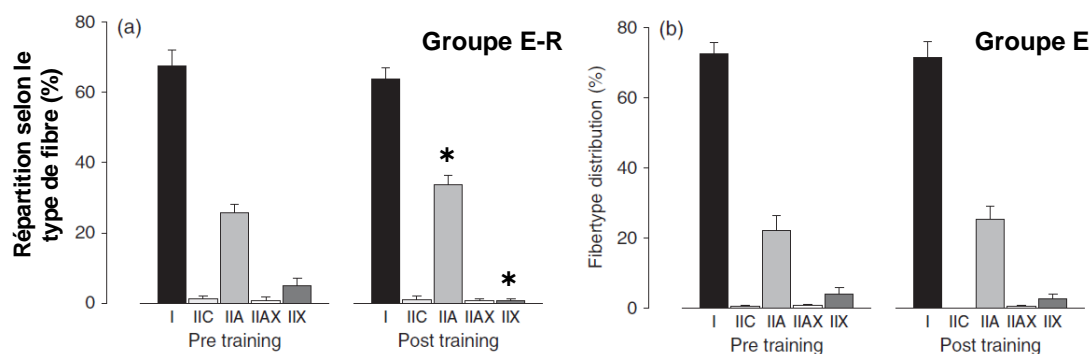 (a)
Groupe E-R
Répartition selon le
type de fibre (%)
80
60
40
20
0
*
*
I IIC IIA IIAX IIX
Pre training
I IIC IIA IIAX IIX
Post training
(b)
Groupe E
Fibertype distribution (%)
80
60
40
20
0
I IIC IIA IIAX IIX
Pre training
I IIC IIA IIAX IIX
Post training